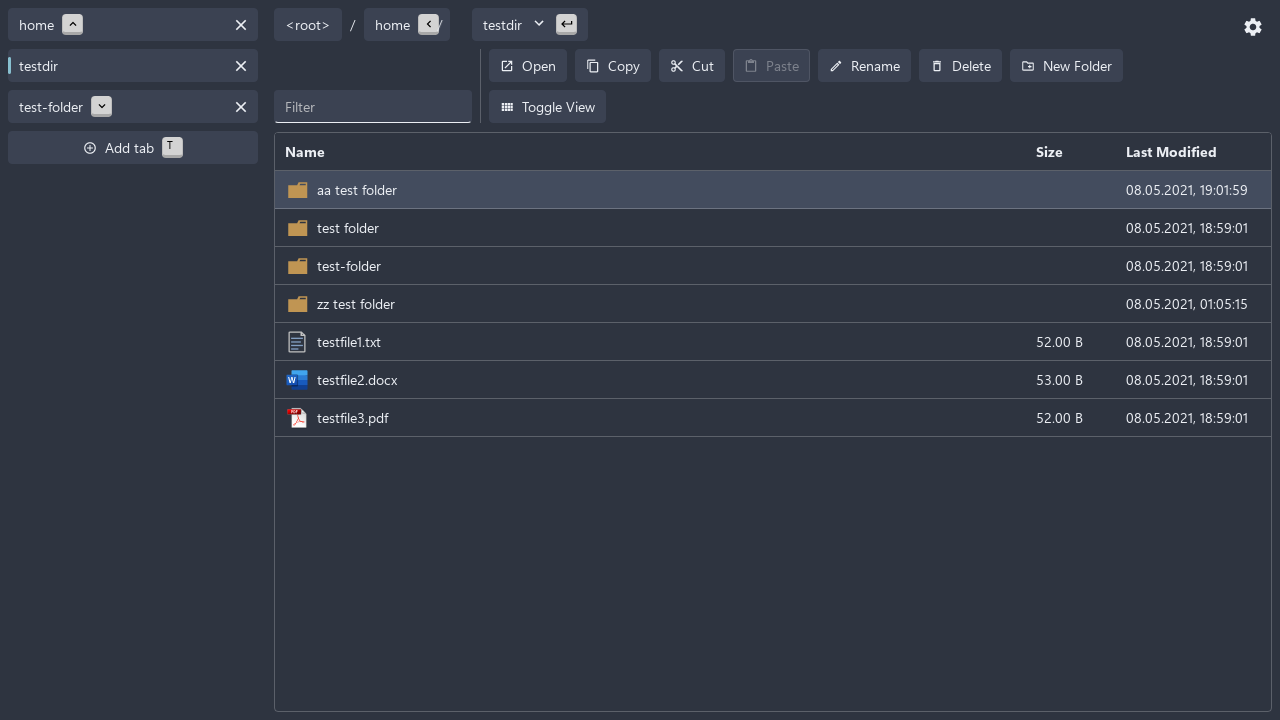 home
testdir
test-folder
Add tab T
<root> / home / testdir
Open Copy Cut Paste Rename Delete New Folder
Filter Toggle View
Name Size Last Modified
aa test folder 08.05.2021, 19:01:59
test folder 08.05.2021, 18:59:01
test-folder 08.05.2021, 18:59:01
zz test folder 08.05.2021, 01:05:15
testfile1.txt 52.00 B 08.05.2021, 18:59:01
W testfile2.docx 53.00 B 08.05.2021, 18:59:01
PDF testfile3.pdf 52.00 B 08.05.2021, 18:59:01